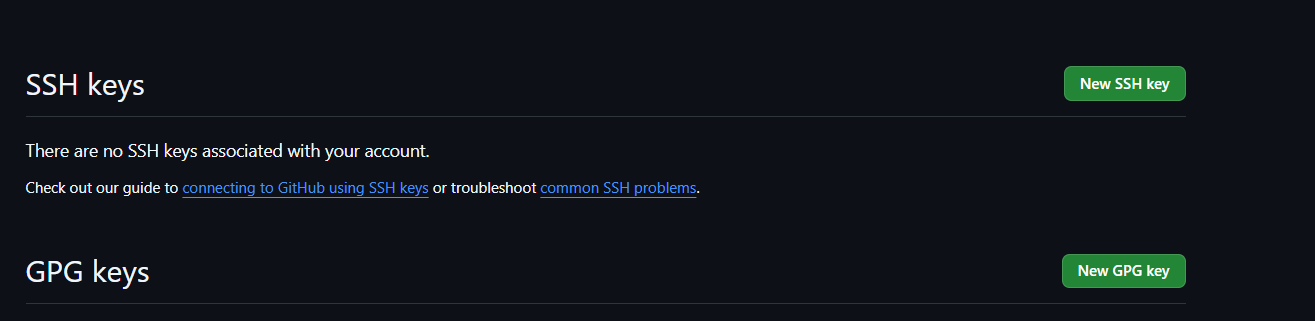 SSH keys
New SSH key
There are no SSH keys associated with your account.
Check out our guide to connecting to GitHub using SSH keys or troubleshoot common SSH problems.
GPG keys
New GPG key